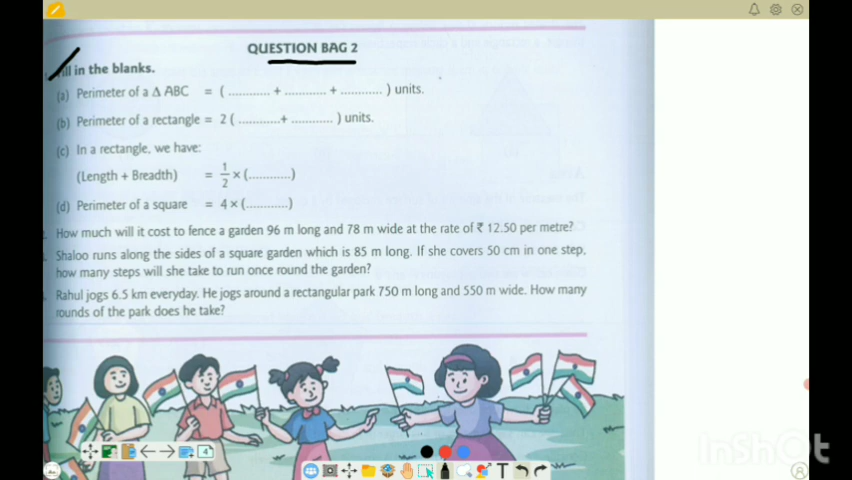 QUESTION BAG 2
in the blanks.
(a) Perimeter of a Δ ABC = ( ............ + ............ + ............ ) units.
(b) Perimeter of a rectangle = 2 ( ............+ ............ ) units.
(c) In a rectangle, we have:
(Length + Breadth) = 1/2 × (............)
(d) Perimeter of a square = 4 × (............)
How much will it cost to fence a garden 96 m long and 78 m wide at the rate of ₹ 12.50 per metre?
Shaloo runs along the sides of a square garden which is 85 m long. If she covers 50 cm in one step,
how many steps will she take to run once round the garden?
Rahul jogs 6.5 km everyday. He jogs around a rectangular park 750 m long and 550 m wide. How many
rounds of the park does he take?
4
T
InShOt